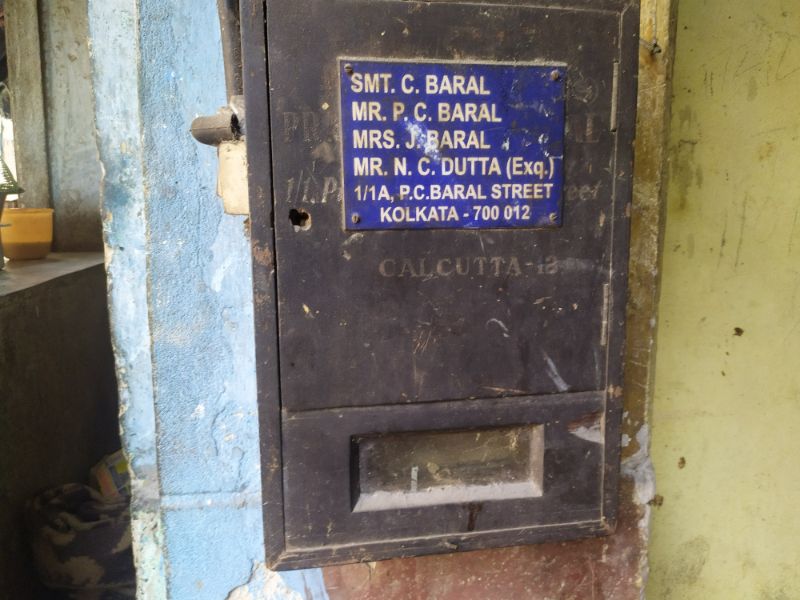 SMT. C. BARAL
MR. P. C. BARAL
MRS. J. BARAL
MR. N. C. DUTTA (Exq.)
1/1A, P.C.BARAL STREET
KOLKATA - 700 012
CALCUTTA-12